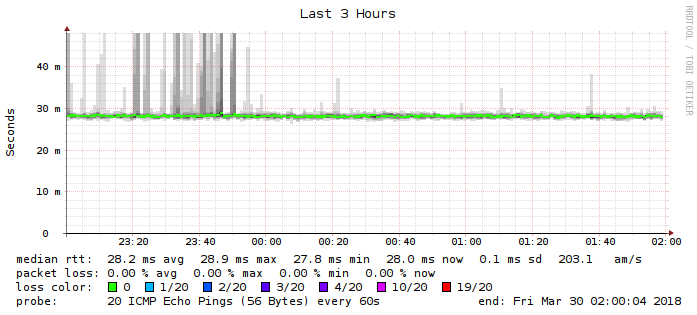 Last 3 Hours
RRDTOOL / TOBI OETIKER
Seconds
40 m
30 m
20 m
10 m
0
23:20 23:40 00:00 00:20 00:40 01:00 01:20 01:40 02:00
median rtt: 28.2 ms avg 28.9 ms max 27.8 ms min 28.0 ms now 0.1 ms sd 203.1 am/s
packet loss: 0.00 % avg 0.00 % max 0.00 % min 0.00 % now
loss color: 0 1/20 2/20 3/20 4/20 10/20 19/20
probe: 20 ICMP Echo Pings (56 Bytes) every 60s end: Fri Mar 30 02:00:04 2018